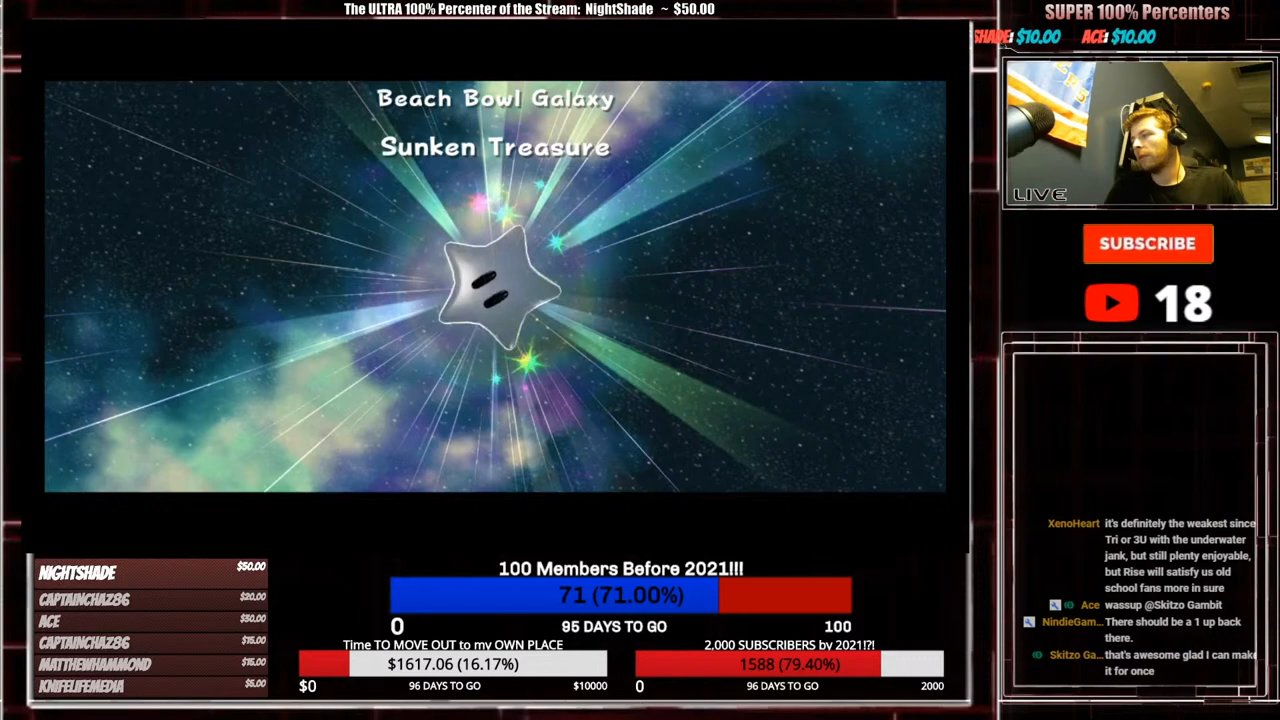 The ULTRA 100% Percenter of the Stream: NightShade ~ $50.00
SUPER 100% Percenters
SHADE: $10.00 ACE: $10.00
Beach Bowl Galaxy
Sunken Treasure
LIVE
SUBSCRIBE
18
XenoHeart it's definitely the weakest since
Tri or 3U with the underwater
jank, but still plenty enjoyable,
but Rise will satisfy us old
school fans more in sure
Ace wassup @Skitzo Gambit
NindieGam... There should be a 1 up back
there.
Skitzo Ga... that's awesome glad I can make
it for once
NIGHTSHADE $50.00
CAPTAINCHAZ86 $20.00
ACE $30.00
CAPTAINCHAZ86 $15.00
MATTHEWHAMMOND $15.00
KNIFELIFEMEDIA $5.00
100 Members Before 2021!!!
71 (71.00%)
0 95 DAYS TO GO 100
Time TO MOVE OUT to my OWN PLACE
$1617.06 (16.17%)
$0 96 DAYS TO GO $10000
2,000 SUBSCRIBERS by 2021!?!
1588 (79.40%)
0 96 DAYS TO GO 2000